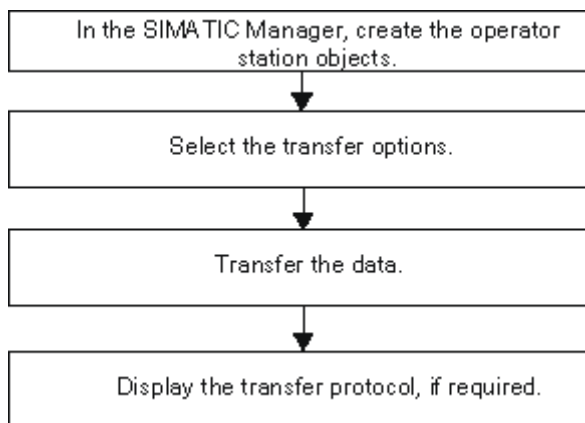 In the SIMATIC Manager, create the operator
station objects.
Select the transfer options.
Transfer the data.
Display the transfer protocol, if required.